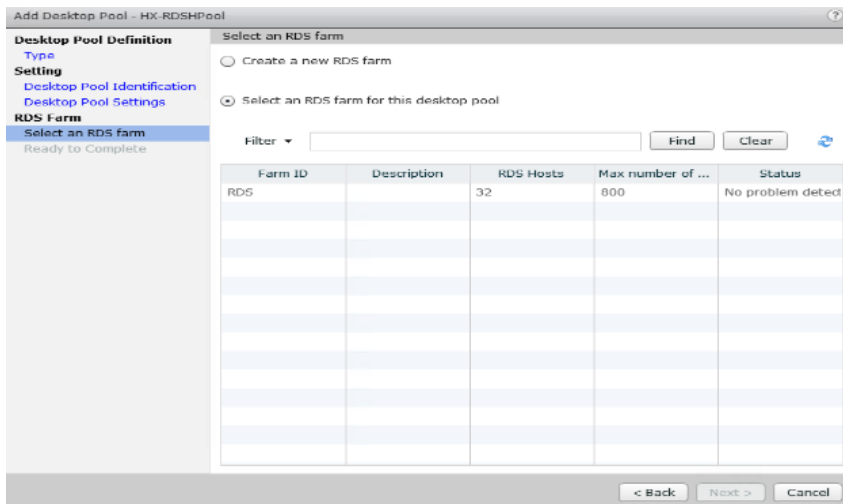 Add Desktop Pool - HX-RDSHPool
?
Desktop Pool Definition
Type
Setting
Desktop Pool Identification
Desktop Pool Settings
RDS Farm
Select an RDS farm
Ready to Complete
Select an RDS farm
Create a new RDS farm
Select an RDS farm for this desktop pool
Filter
Find
Clear
Farm ID Description RDS Hosts Max number of ... Status
RDS 32 800 No problem detect
< Back Next > Cancel